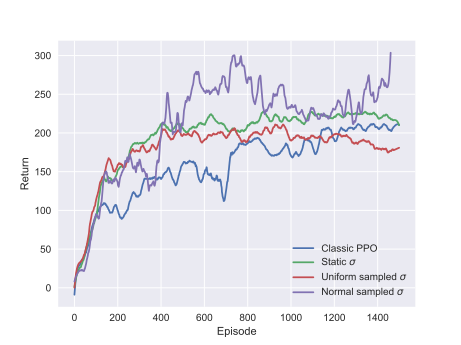 300
250
200
150
100
50
0
Return
0 200 400 600 800 1000 1200 1400
Episode
Classic PPO
Static σ
Uniform sampled σ
Normal sampled σ